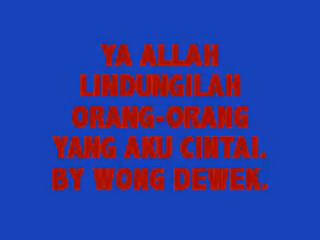 YA ALLAH
LINDUNGILAH
ORANG-ORANG
YANG AKU CINTAI.
BY WONG DEWEK.